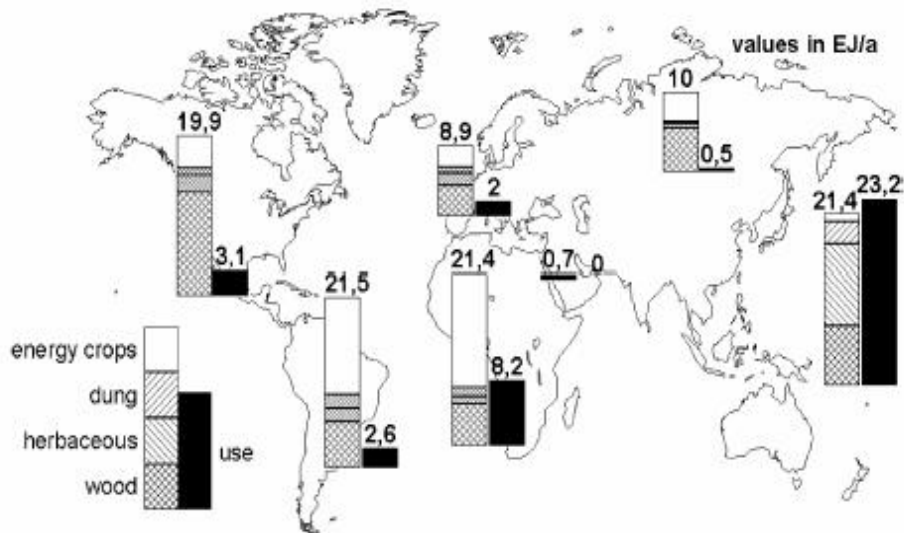 values in EJ/a
10
0,5
19,9
3,1
8,9
2
21,4
23,2
21,5
2,6
21,4
8,2
0,7
0
energy crops
dung
herbaceous
wood
use